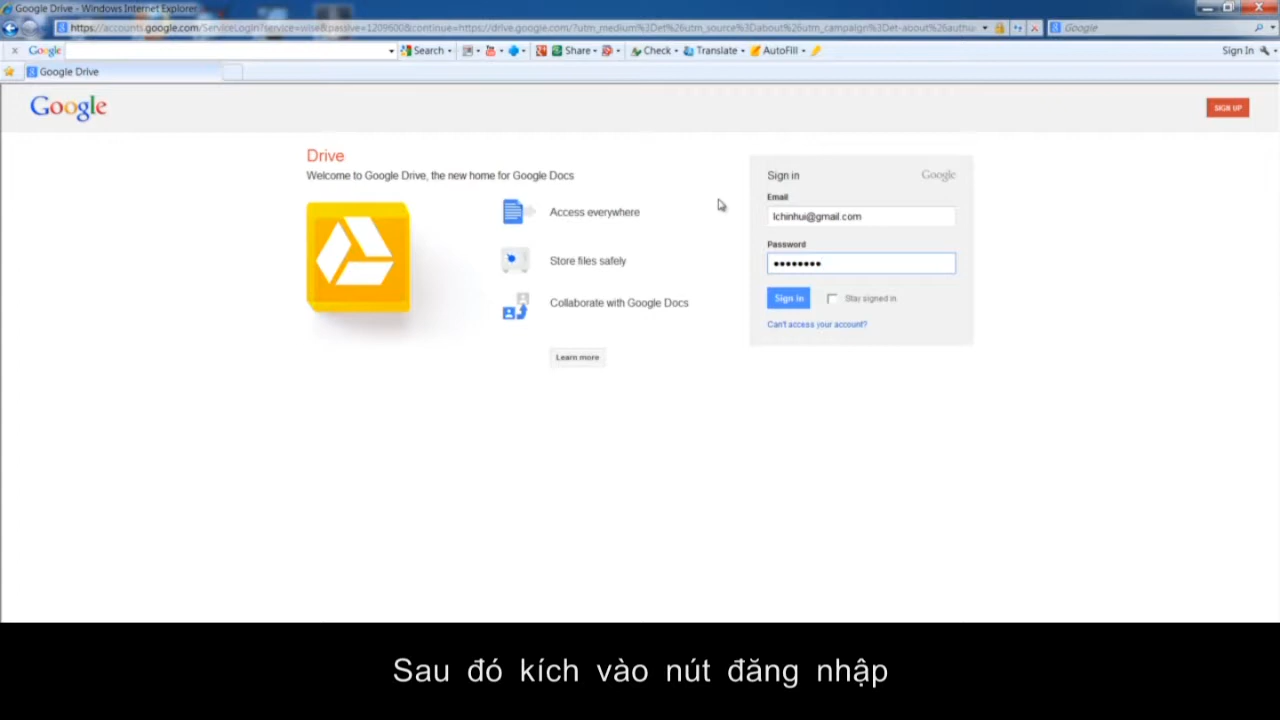 Google Drive - Windows Internet Explorer
Google
Google Search Share Check Translate AutoFill Sign In
Google Drive
Google SIGN UP
Drive
Welcome to Google Drive, the new home for Google Docs
Access everywhere
Store files safely
Collaborate with Google Docs
Learn more
Sign in Google
Email
lchinhui@gmail.com
Password
••••••••
Sign in Stay signed in
Can't access your account?
Sau đó kích vào nút đăng nhập